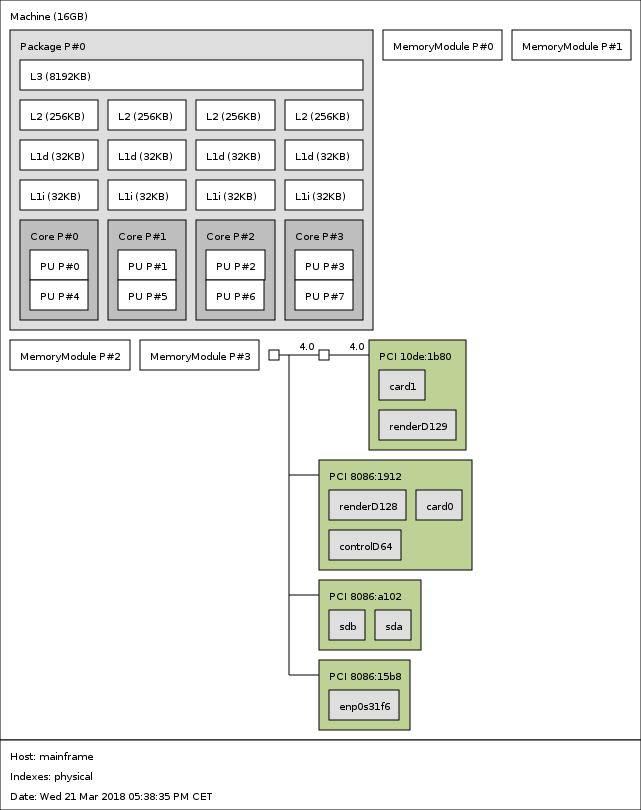 Machine (16GB)
Package P#0
MemoryModule P#0
MemoryModule P#1
L3 (8192KB)
L2 (256KB)
L2 (256KB)
L2 (256KB)
L2 (256KB)
L1d (32KB)
L1d (32KB)
L1d (32KB)
L1d (32KB)
L1i (32KB)
L1i (32KB)
L1i (32KB)
L1i (32KB)
Core P#0
Core P#1
Core P#2
Core P#3
PU P#0
PU P#1
PU P#2
PU P#3
PU P#4
PU P#5
PU P#6
PU P#7
MemoryModule P#2
MemoryModule P#3
4.0
4.0
PCI 10de:1b80
card1
renderD129
PCI 8086:1912
renderD128
card0
controlD64
PCI 8086:a102
sdb
sda
PCI 8086:15b8
enp0s31f6
Host: mainframe
Indexes: physical
Date: Wed 21 Mar 2018 05:38:35 PM CET